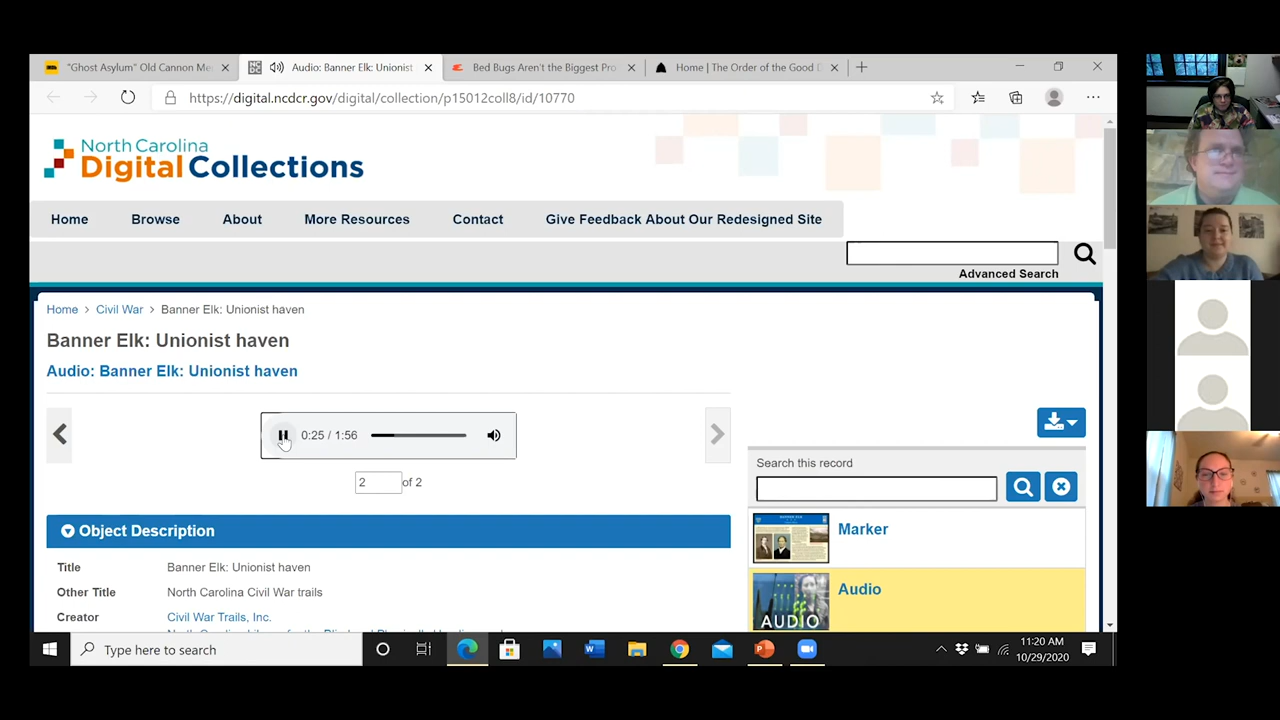 "Ghost Asylum" Old Cannon Me
Audio: Banner Elk: Unionist
Bed Bugs Aren't the Biggest Pro
Home | The Order of the Good D
https://digital.ncdcr.gov/digital/collection/p15012coll8/id/10770
North Carolina
Digital Collections
Home Browse About More Resources Contact Give Feedback About Our Redesigned Site
Advanced Search
Home > Civil War > Banner Elk: Unionist haven
Banner Elk: Unionist haven
Audio: Banner Elk: Unionist haven
0:25 / 1:56
2 of 2
Search this record
Object Description
Marker
Title Banner Elk: Unionist haven
Other Title North Carolina Civil War trails
Audio
Creator Civil War Trails, Inc.
AUDIO
Type here to search
11:20 AM
10/29/2020